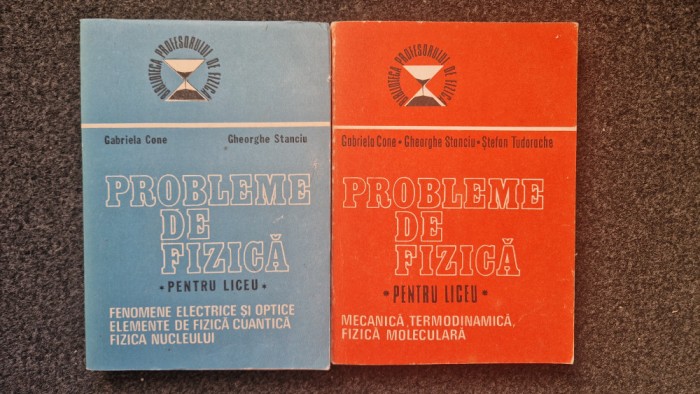 BIBLIOTECA PROFESORULUI DE FIZICĂ
Gabriela Cone Gheorghe Stanciu
PROBLEME
DE
FIZICĂ
• PENTRU LICEU •
FENOMENE ELECTRICE ȘI OPTICE
ELEMENTE DE FIZICĂ CUANTICĂ
FIZICA NUCLEULUI
BIBLIOTECA PROFESORULUI DE FIZICĂ
Gabriela Cone • Gheorghe Stanciu • Ștefan Tudorache
PROBLEME
DE
FIZICĂ
• PENTRU LICEU •
MECANICĂ, TERMODINAMICĂ,
FIZICĂ MOLECULARĂ